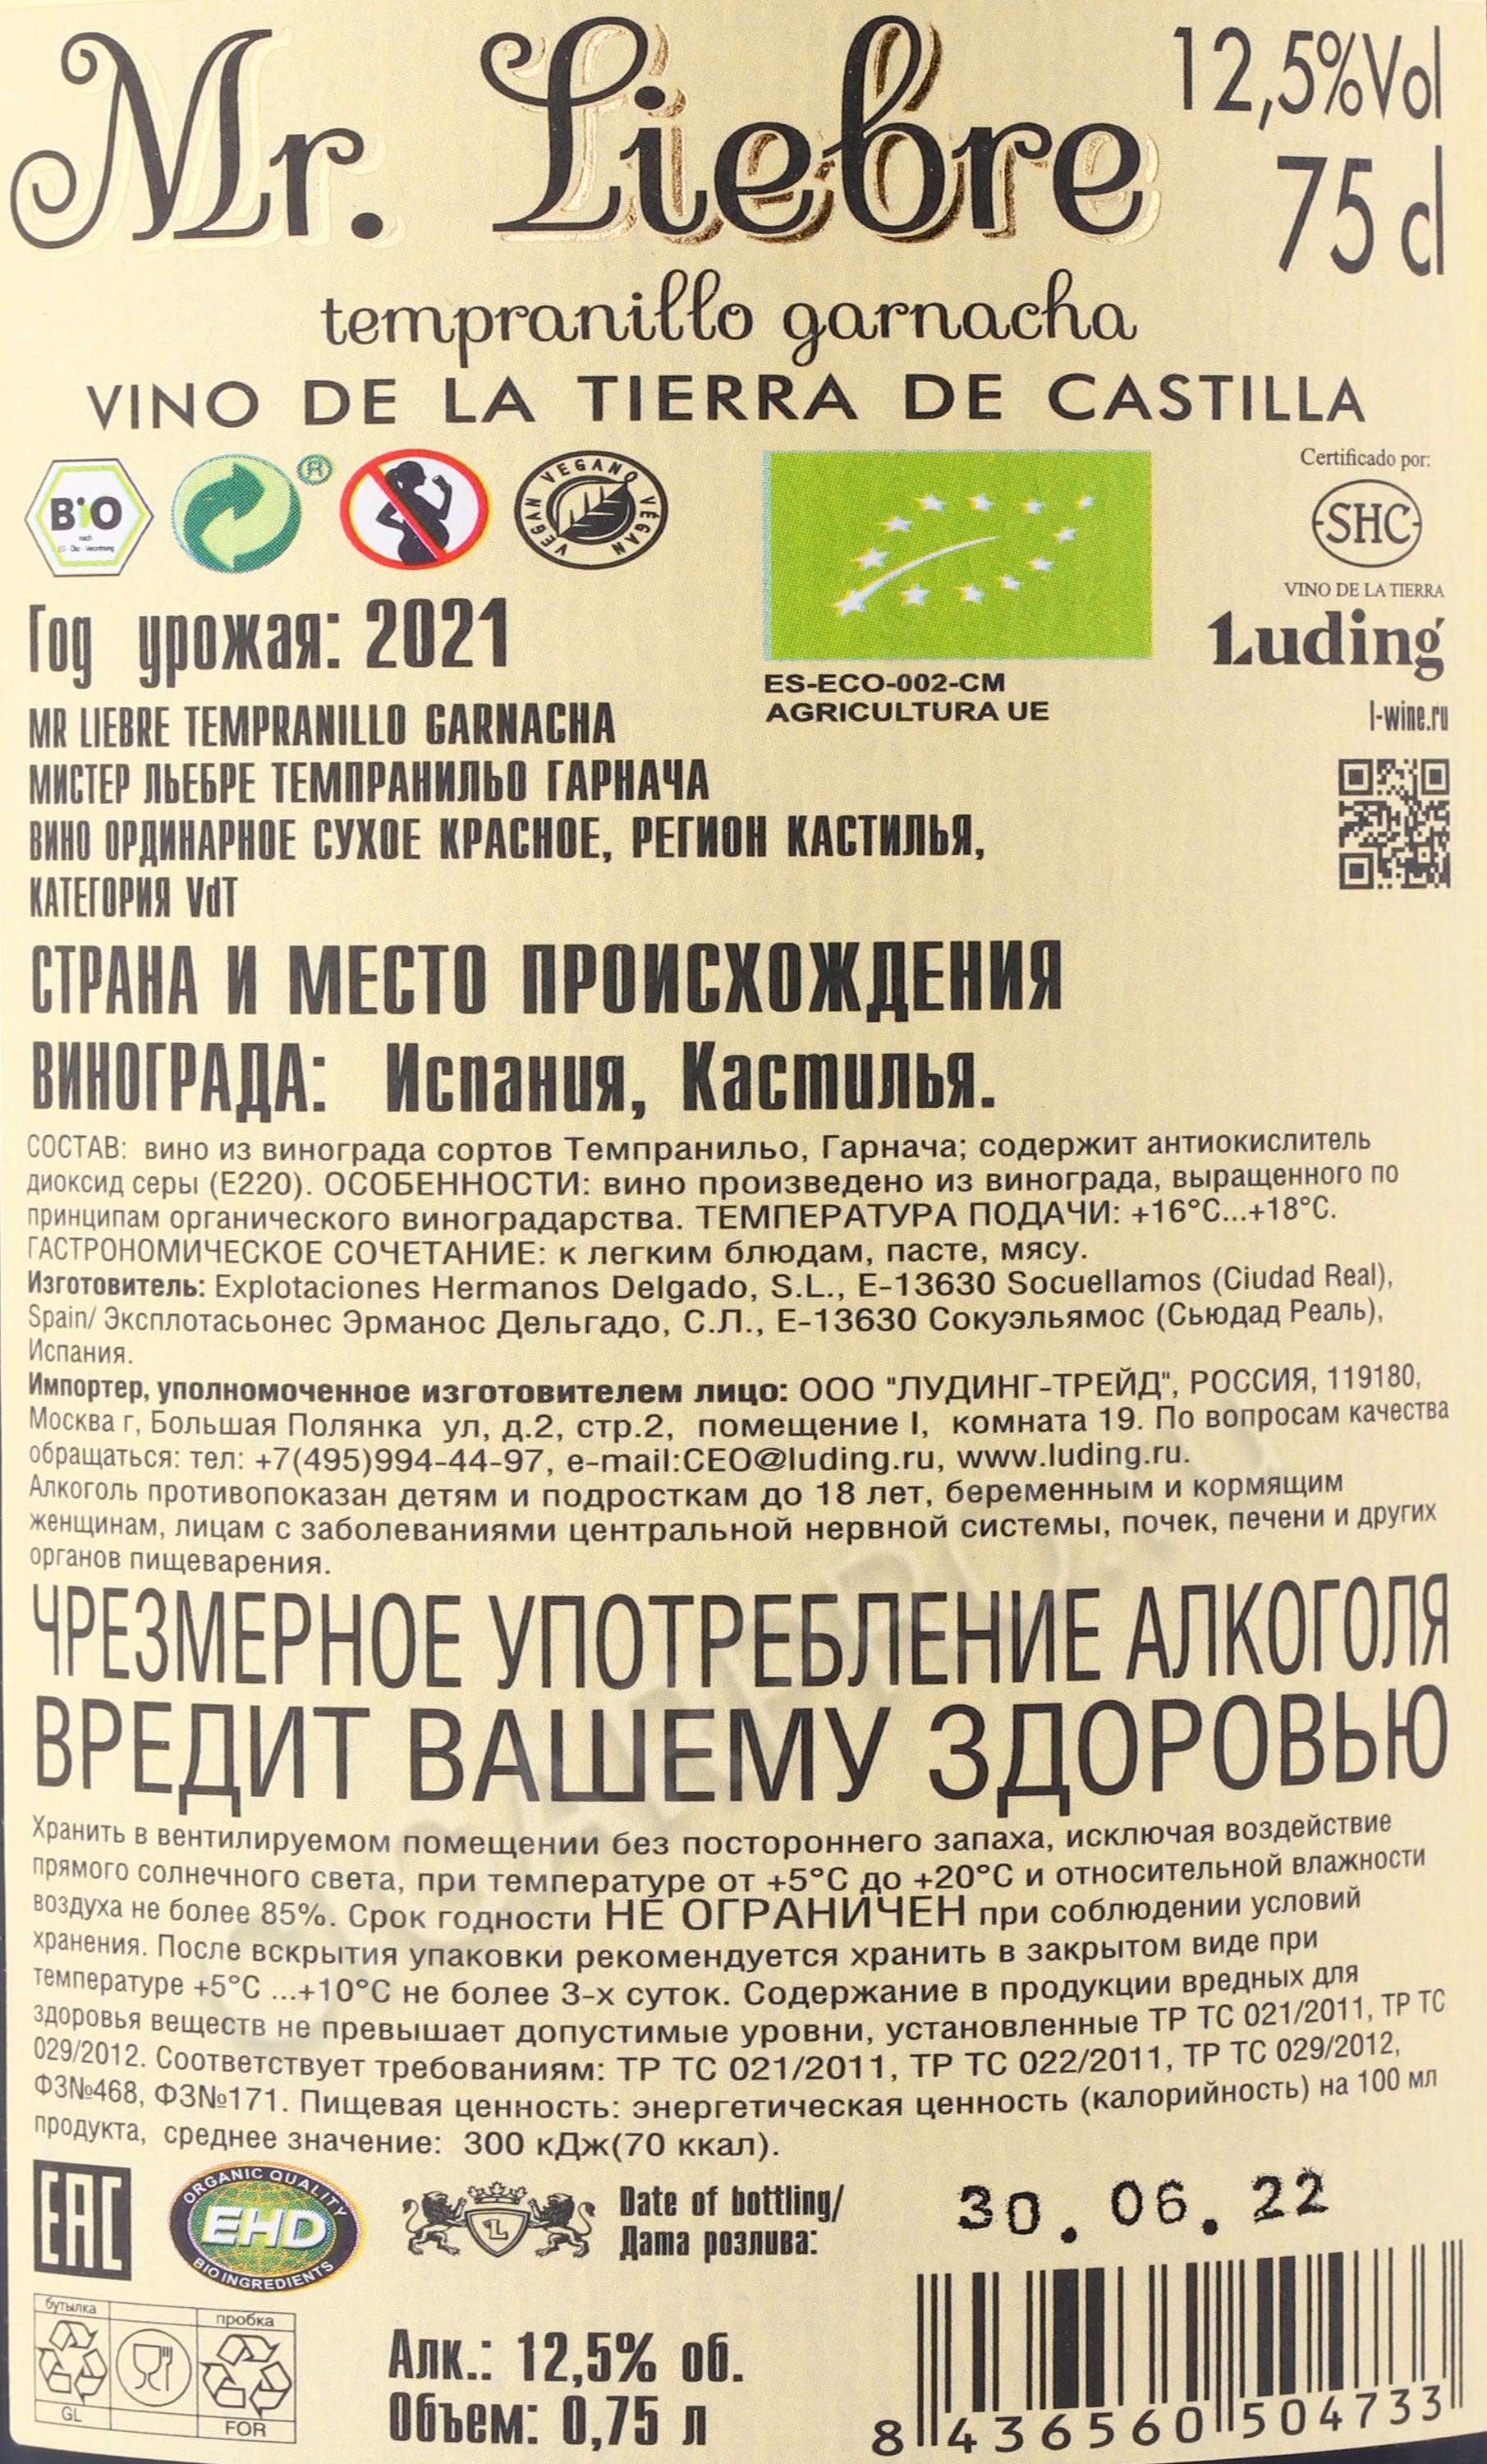 Mr. Liebre
12,5%Vol
75 cl
tempranillo garnacha
VINO DE LA TIERRA DE CASTILLA
BiO
nach
EG-Öko-Verordnung
®
VEGANO VEGAN VEGAN
Certificado por:
SHC
VINO DE LA TIERRA
Luding
l-wine.ru
ES-ECO-002-CM
AGRICULTURA UE
Год урожая: 2021
MR LIEBRE TEMPRANILLO GARNACHA
МИСТЕР ЛЬЕБРЕ ТЕМПРАНИЛЬО ГАРНАЧА
ВИНО ОРДИНАРНОЕ СУХОЕ КРАСНОЕ, РЕГИОН КАСТИЛЬЯ,
КАТЕГОРИЯ VdT
СТРАНА И МЕСТО ПРОИСХОЖДЕНИЯ
ВИНОГРАДА: Испания, Кастилья.
СОСТАВ: вино из винограда сортов Темпранильо, Гарнача; содержит антиокислитель
диоксид серы (Е220). ОСОБЕННОСТИ: вино произведено из винограда, выращенного по
принципам органического виноградарства. ТЕМПЕРАТУРА ПОДАЧИ: +16°С...+18°С.
ГАСТРОНОМИЧЕСКОЕ СОЧЕТАНИЕ: к легким блюдам, пасте, мясу.
Изготовитель: Explotaciones Hermanos Delgado, S.L., E-13630 Socuellamos (Ciudad Real),
Spain/ Эксплотасьонес Эрманос Дельгадо, С.Л., Е-13630 Сокуэльямос (Сьюдад Реаль),
Испания.
Импортер, уполномоченное изготовителем лицо: ООО "ЛУДИНГ-ТРЕЙД", РОССИЯ, 119180,
Москва г, Большая Полянка ул, д.2, стр.2, помещение I, комната 19. По вопросам качества
обращаться: тел: +7(495)994-44-97, e-mail:CEO@luding.ru, www.luding.ru.
Алкоголь противопоказан детям и подросткам до 18 лет, беременным и кормящим
женщинам, лицам с заболеваниями центральной нервной системы, почек, печени и других
органов пищеварения.
ЧРЕЗМЕРНОЕ УПОТРЕБЛЕНИЕ АЛКОГОЛЯ
ВРЕДИТ ВАШЕМУ ЗДОРОВЬЮ
Хранить в вентилируемом помещении без постороннего запаха, исключая воздействие
прямого солнечного света, при температуре от +5°С до +20°С и относительной влажности
воздуха не более 85%. Срок годности НЕ ОГРАНИЧЕН при соблюдении условий
хранения. После вскрытия упаковки рекомендуется хранить в закрытом виде при
температуре +5°С ...+10°С не более 3-х суток. Содержание в продукции вредных для
здоровья веществ не превышает допустимые уровни, установленные ТР ТС 021/2011, ТР ТС
029/2012. Соответствует требованиям: ТР ТС 021/2011, ТР ТС 022/2011, ТР ТС 029/2012,
ФЗ№468, ФЗ№171. Пищевая ценность: энергетическая ценность (калорийность) на 100 мл
продукта, среднее значение: 300 кДж(70 ккал).
EAC
ORGANIC QUALITY
EHD
BIO INGREDIENTS
L
Date of bottling/
Дата розлива:
30. 06. 22
бутылка
пробка
GL
FOR
Алк.: 12,5% об.
Объем: 0,75 л
8 436560 504733